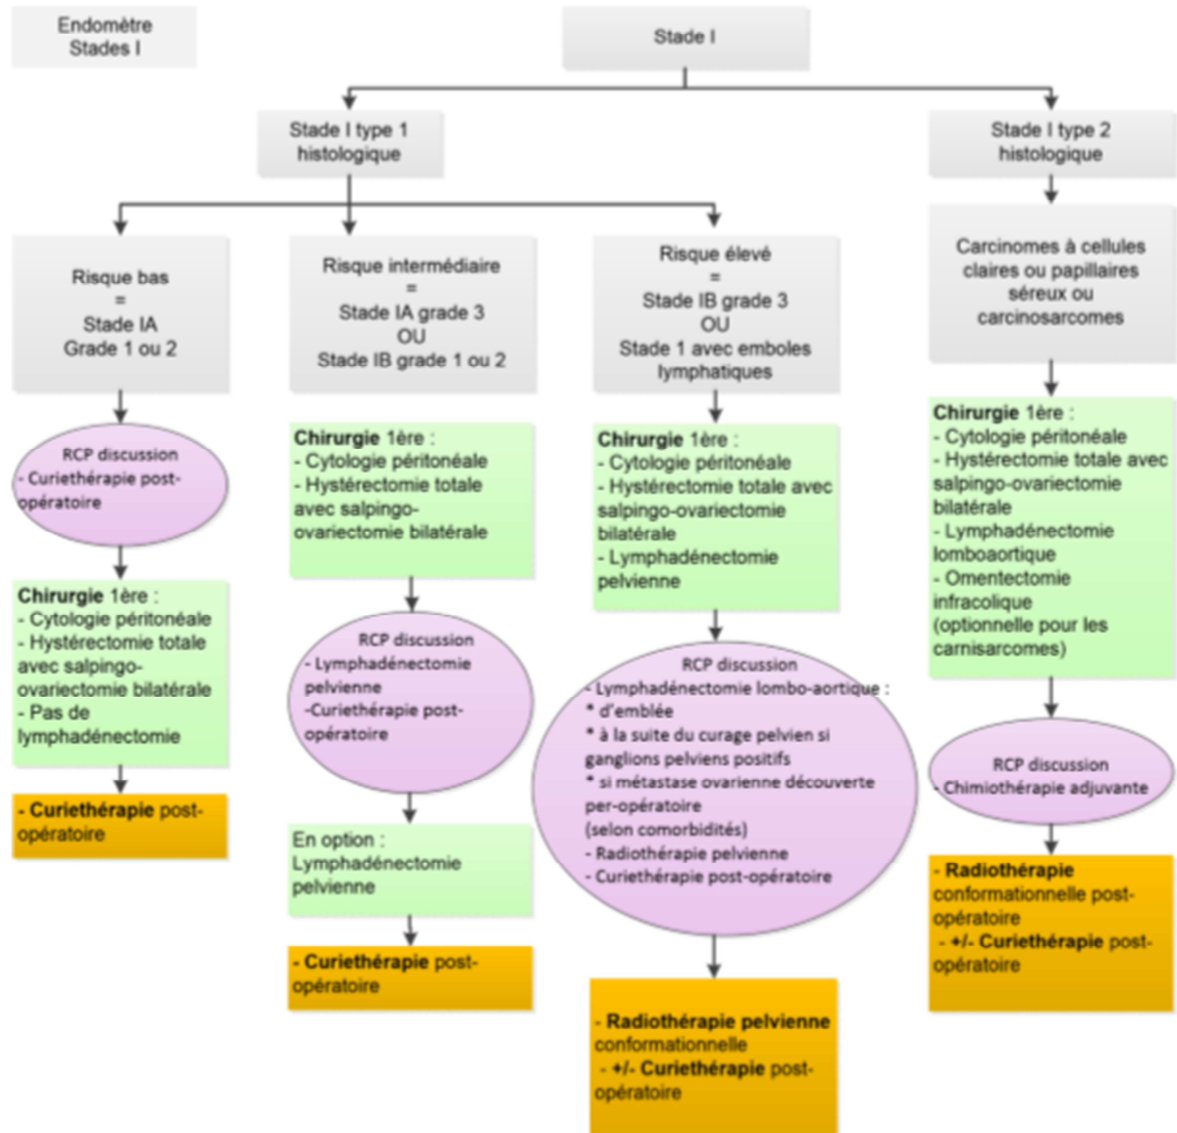 Endomètre
Stades I
Stade I
Stade I type 1
histologique
Stade I type 2
histologique
Risque bas
=
Stade IA
Grade 1 ou 2
Risque intermédiaire
=
Stade IA grade 3
OU
Stade IB grade 1 ou 2
Risque élevé
=
Stade IB grade 3
OU
Stade 1 avec emboles
lymphatiques
Carcinomes à cellules
claires ou papillaires
séreux ou
carcinosarcomes
RCP discussion
- Curiethérapie post-
opératoire
Chirurgie 1ère :
- Cytologie péritonéale
- Hystérectomie totale
avec salpingo-
ovariectomie bilatérale
- Pas de
lymphadénectomie
- Curiethérapie post-
opératoire
Chirurgie 1ère :
- Cytologie péritonéale
- Hystérectomie totale
avec salpingo-
ovariectomie bilatérale
RCP discussion
- Lymphadénectomie
pelvienne
-Curiethérapie post-
opératoire
En option :
Lymphadénectomie
pelvienne
- Curiethérapie post-
opératoire
Chirurgie 1ère :
- Cytologie péritonéale
- Hystérectomie totale avec
salpingo-ovariectomie
bilatérale
- Lymphadénectomie
pelvienne
RCP discussion
- Lymphadénectomie lombo-aortique :
* d'emblée
* à la suite du curage pelvien si
ganglions pelviens positifs
* si métastase ovarienne découverte
per-opératoire
(selon comorbidités)
- Radiothérapie pelvienne
- Curiethérapie post-opératoire
- Radiothérapie pelvienne
conformationnelle
- +/- Curiethérapie post-
opératoire
Chirurgie 1ère :
- Cytologie péritonéale
- Hystérectomie totale avec
salpingo-ovariectomie
bilatérale
- Lymphadénectomie
lomboaortique
- Omentectomie
infracolique
(optionnelle pour les
carnisarcomes)
RCP discussion
- Chimiothérapie adjuvante
- Radiothérapie
conformationnelle post-
opératoire
- +/- Curiethérapie post-
opératoire